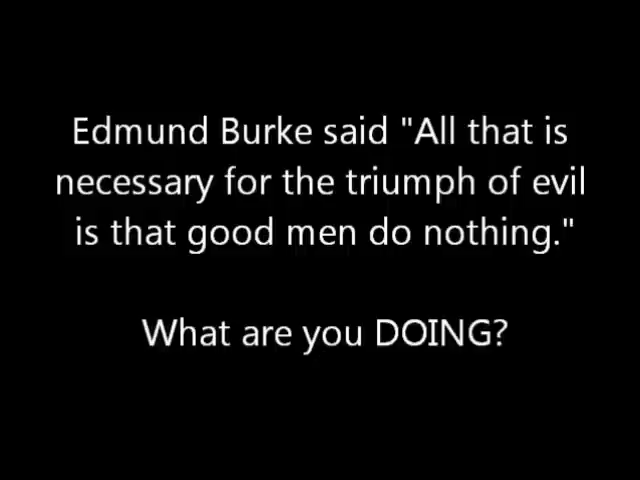 Edmund Burke said "All that is
necessary for the triumph of evil
is that good men do nothing."
What are you DOING?